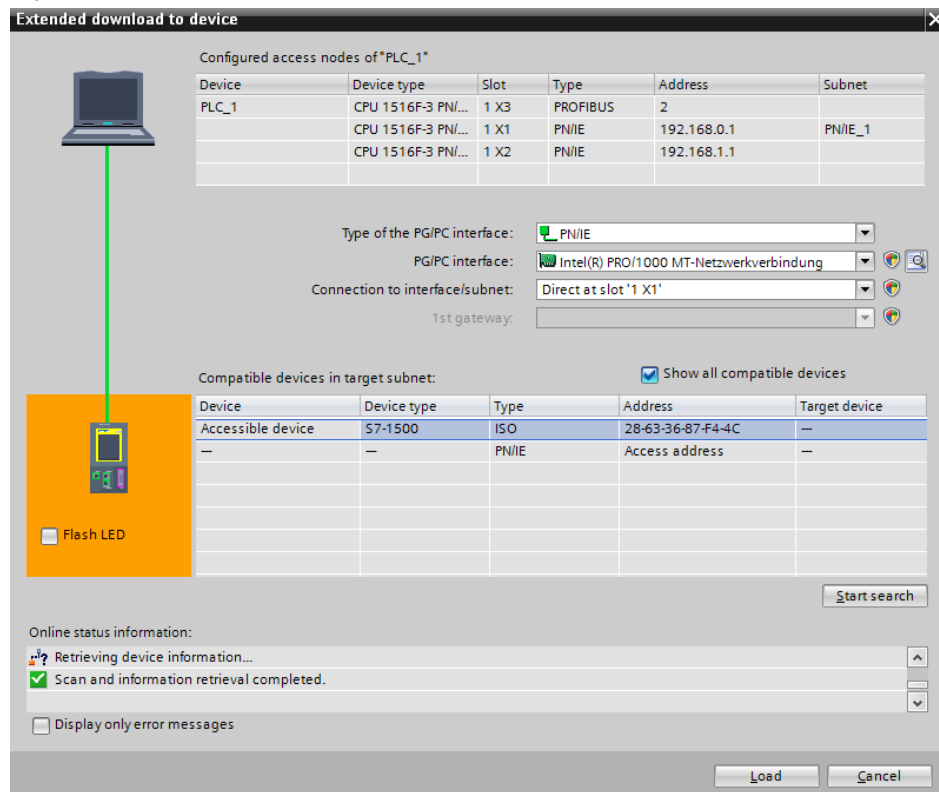 Extended download to device
Configured access nodes of "PLC_1"
Device Device type Slot Type Address Subnet
PLC_1 CPU 1516F-3 PN/... 1 X3 PROFIBUS 2
CPU 1516F-3 PN/... 1 X1 PN/IE 192.168.0.1 PN/IE_1
CPU 1516F-3 PN/... 1 X2 PN/IE 192.168.1.1
Type of the PG/PC interface: PN/IE
PG/PC interface: Intel(R) PRO/1000 MT-Netzwerkverbindung
Connection to interface/subnet: Direct at slot '1 X1'
1st gateway:
Compatible devices in target subnet: Show all compatible devices
Device Device type Type Address Target device
Accessible device S7-1500 ISO 28-63-36-87-F4-4C —
— — PN/IE Access address —
Flash LED
Start search
Online status information:
Retrieving device information...
Scan and information retrieval completed.
Display only error messages
Load Cancel